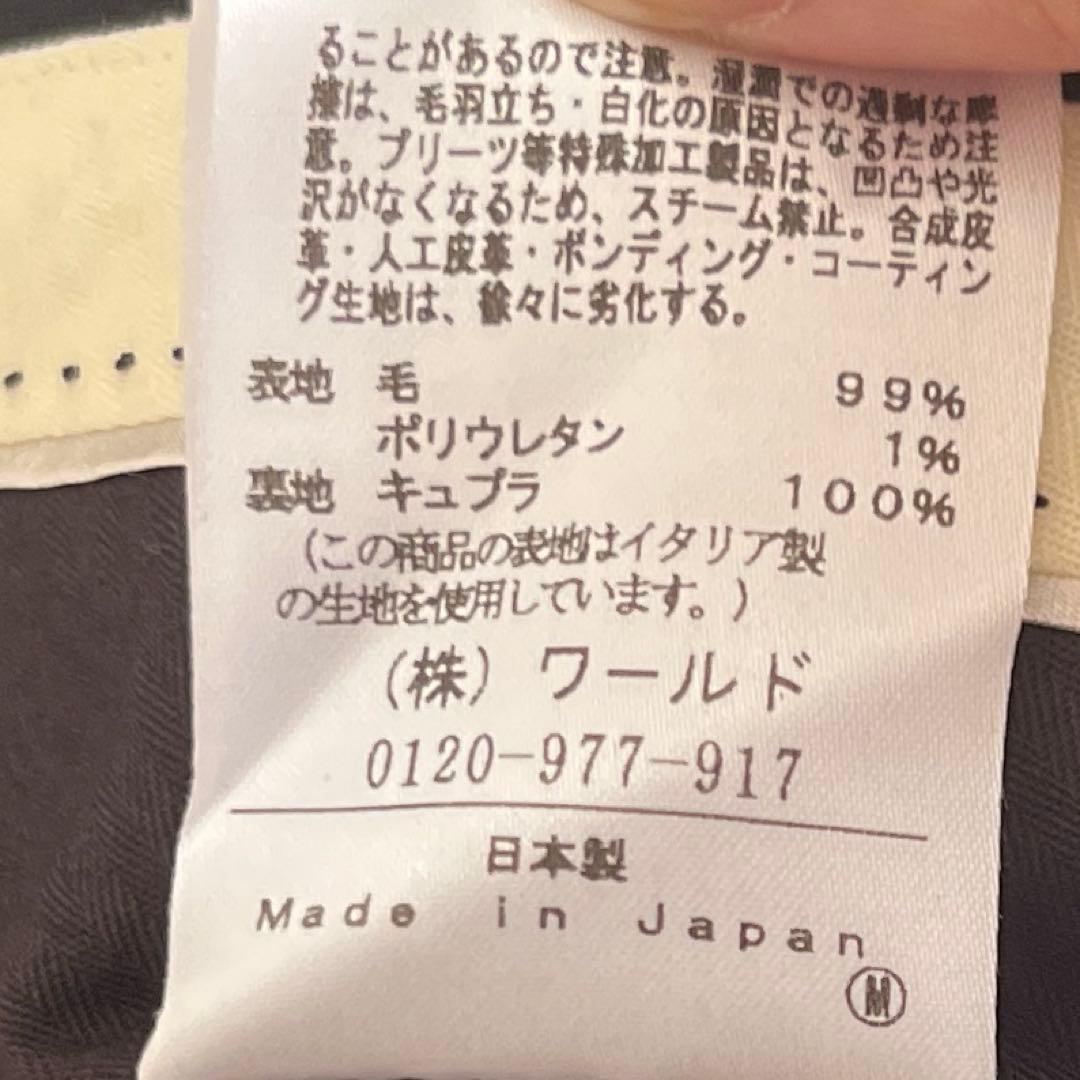 ることがあるので注意。湿潤での過剰な摩
擦は、毛羽立ち・白化の原因となるため注
意。プリーツ等特殊加工製品は、凹凸や光
沢がなくなるため、スチーム禁止。合成皮
革・人工皮革・ボンディング・コーティン
グ生地は、徐々に劣化する。
表地 毛 99%
ポリウレタン 1%
裏地 キュプラ 100%
(この商品の表地はイタリア製
の生地を使用しています。)
(株) ワールド
0120-977-917
日本製
Made in Japan
M